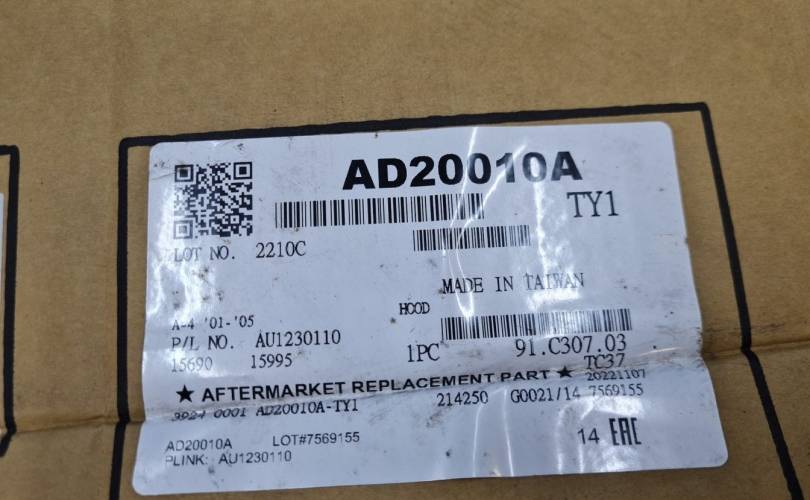 AD20010A
TY1
LOT NO. 2210C
MADE IN TAIWAN
HOOD
A-4 '01-'05
P/L NO. AU1230110
1PC 91.C307.03
15690 15995
TC37
★ AFTERMARKET REPLACEMENT PART ★ 20221107
3924 0001 AD20010A-TY1 214250 G0021/14 7569155
AD20010A LOT#7569155
14 EAC
PLINK: AU1230110